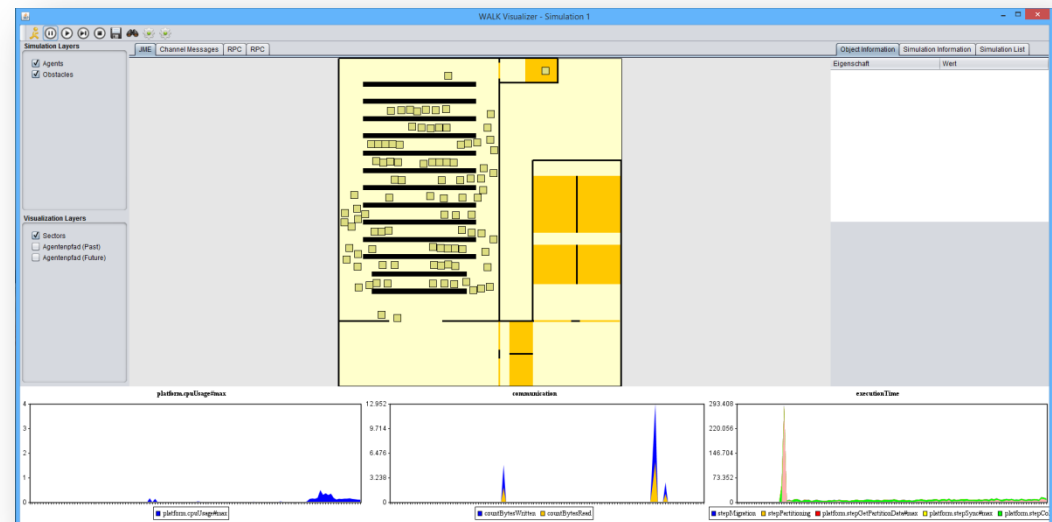 WALK Visualizer - Simulation 1
Simulation Layers
Agents
Obstacles
Visualization Layers
Sectors
Agentenpfad (Past)
Agentenpfad (Future)
JME Channel Messages RPC RPC
Object Information Simulation Information Simulation List
Eigenschaft Wert
platform.cpuUsage#max
4
3
2
1
0
platform.cpuUsage#max
communication
12.952
9.714
6.476
3.238
0
countBytesWritten countBytesRead
executionTime
293.408
220.056
146.704
73.352
0
stepMigration stepPartitioning platform.stepGetPartitionData#max platform.stepSync#max platform.stepCo